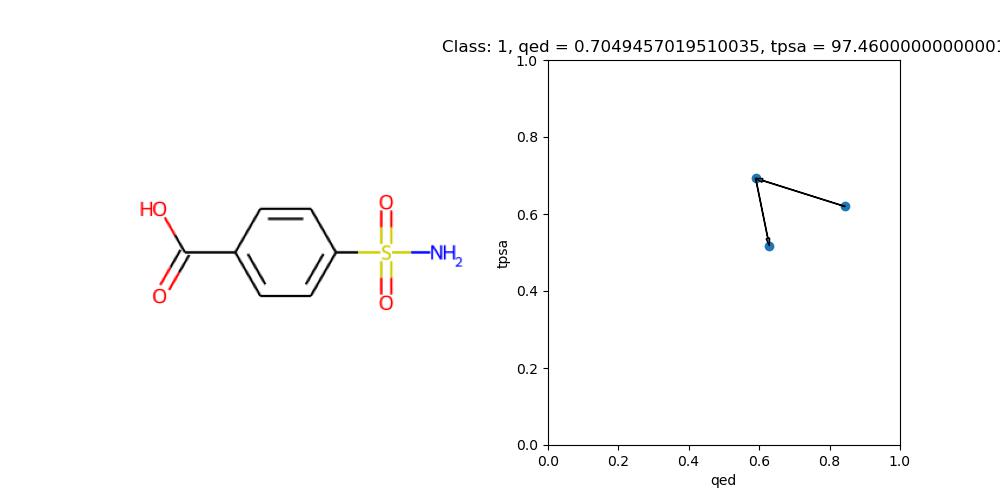 Class: 1, qed = 0.7049457019510035, tpsa = 97.46000000000001
HO
O
O
S
NH2
O
1.0
0.8
0.6
0.4
0.2
0.0
tpsa
0.0 0.2 0.4 0.6 0.8 1.0
qed